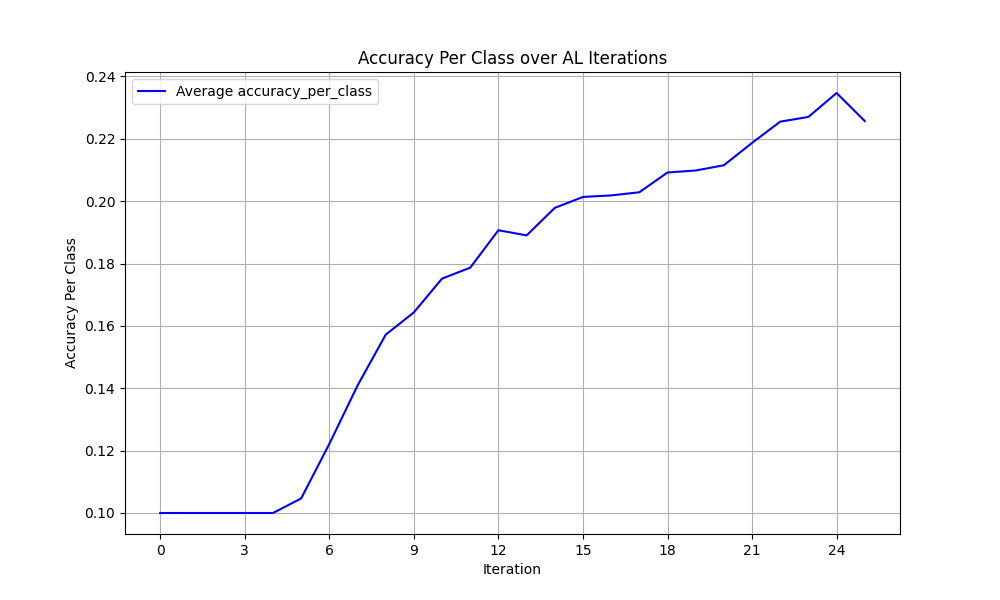 Accuracy Per Class over AL Iterations
Average accuracy_per_class
Accuracy Per Class
0.24
0.22
0.20
0.18
0.16
0.14
0.12
0.10
0 3 6 9 12 15 18 21 24
Iteration